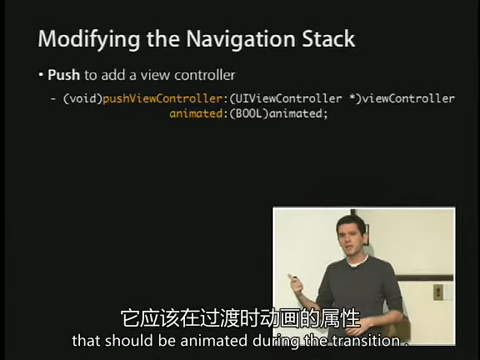 Modifying the Navigation Stack
• Push to add a view controller
- (void)pushViewController:(UIViewController *)viewController
animated:(BOOL)animated;
它应该在过渡时动画的属性
that should be animated during the transition .